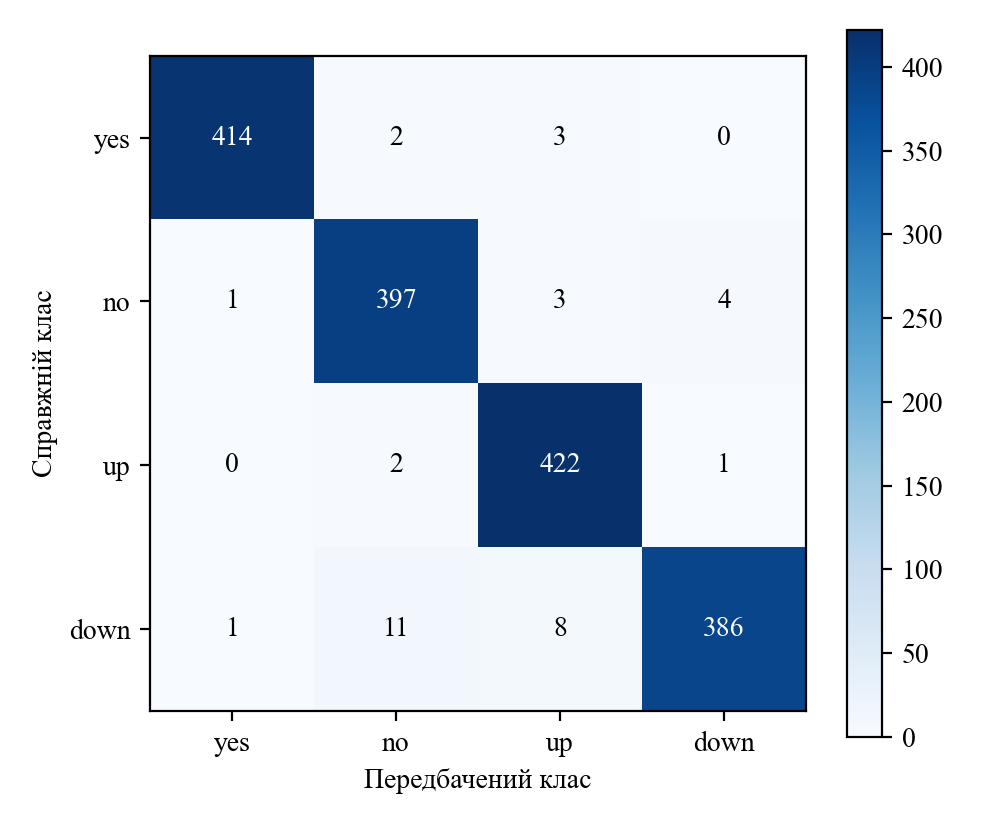 400
350
300
250
200
150
100
50
0
Справжній клас
yes 414 2 3 0
no 1 397 3 4
up 0 2 422 1
down 1 11 8 386
yes no up down
Передбачений клас